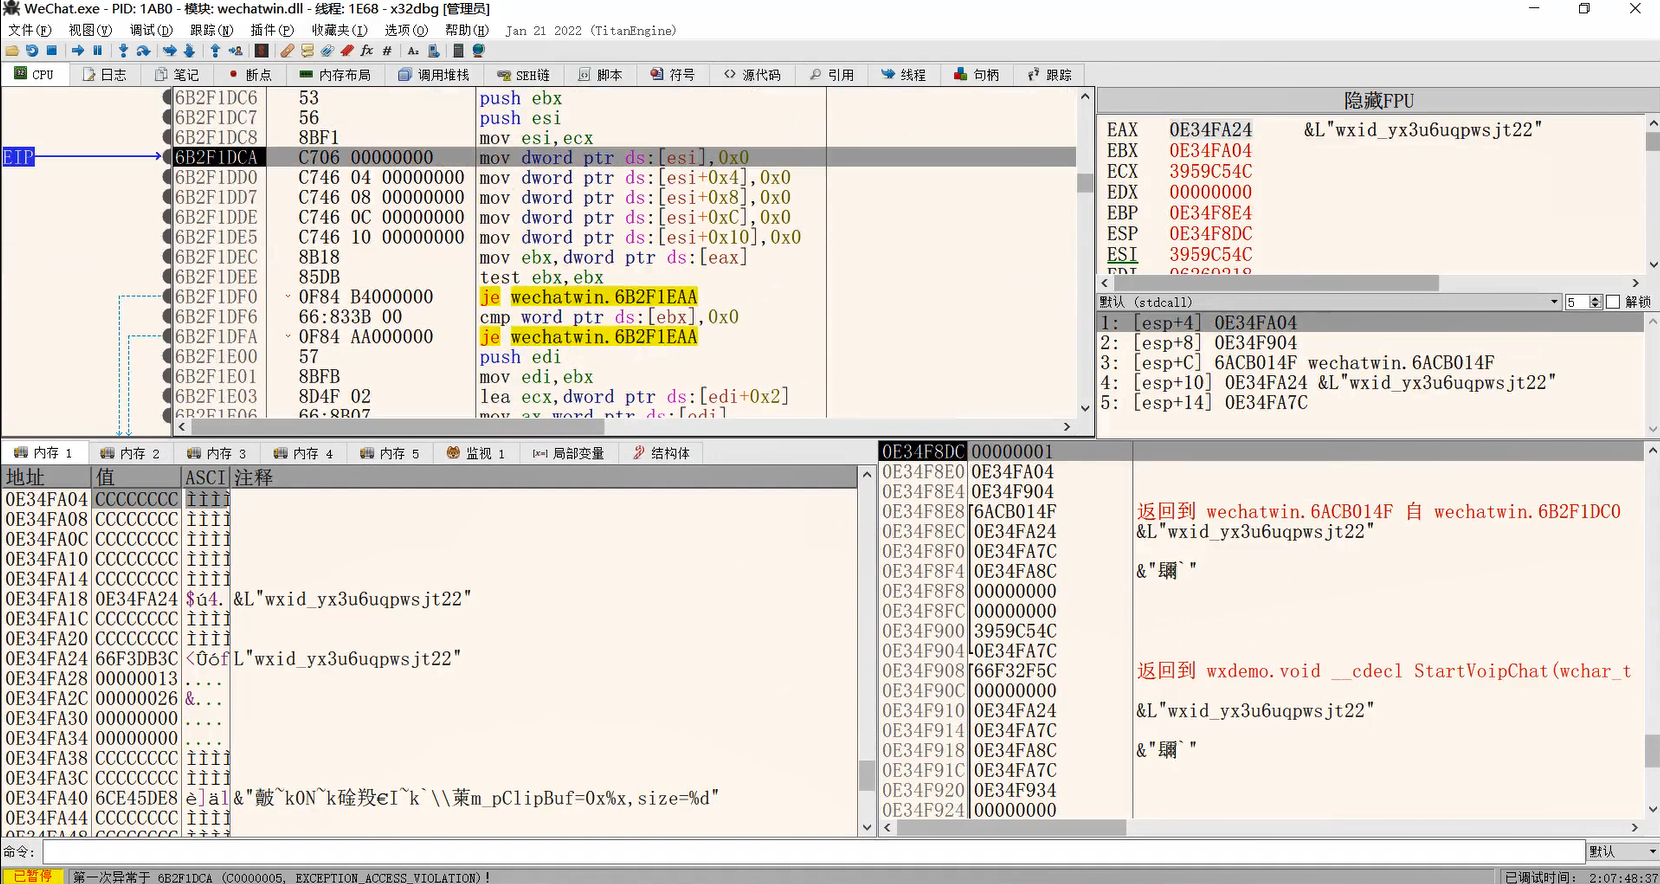 WeChat.exe - PID: 1AB0 - 模块: wechatwin.dll - 线程: 1E68 - x32dbg [管理员]
文件(F) 视图(V) 调试(D) 跟踪(N) 插件(P) 收藏夹(I) 选项(O) 帮助(H) Jan 21 2022 (TitanEngine)
CPU 日志 笔记 断点 内存布局 调用堆栈 SEH链 脚本 符号 源代码 引用 线程 句柄 跟踪
EIP
6B2F1DC6 53 push ebx
6B2F1DC7 56 push esi
6B2F1DC8 8BF1 mov esi,ecx
6B2F1DCA C706 00000000 mov dword ptr ds:[esi],0x0
6B2F1DD0 C746 04 00000000 mov dword ptr ds:[esi+0x4],0x0
6B2F1DD7 C746 08 00000000 mov dword ptr ds:[esi+0x8],0x0
6B2F1DDE C746 0C 00000000 mov dword ptr ds:[esi+0xC],0x0
6B2F1DE5 C746 10 00000000 mov dword ptr ds:[esi+0x10],0x0
6B2F1DEC 8B18 mov ebx,dword ptr ds:[eax]
6B2F1DEE 85DB test ebx,ebx
6B2F1DF0 0F84 B4000000 je wechatwin.6B2F1EAA
6B2F1DF6 66:833B 00 cmp word ptr ds:[ebx],0x0
6B2F1DFA 0F84 AA000000 je wechatwin.6B2F1EAA
6B2F1E00 57 push edi
6B2F1E01 8BFB mov edi,ebx
6B2F1E03 8D4F 02 lea ecx,dword ptr ds:[edi+0x2]
6B2F1E06 66:8B07 mov ax,word ptr ds:[edi]
隐藏FPU
EAX 0E34FA24 &L"wxid_yx3u6uqpwsjt22"
EBX 0E34FA04
ECX 3959C54C
EDX 00000000
EBP 0E34F8E4
ESP 0E34F8DC
ESI 3959C54C
EDI 06269218
默认 (stdcall) 5 解锁
1: [esp+4] 0E34FA04
2: [esp+8] 0E34F904
3: [esp+C] 6ACB014F wechatwin.6ACB014F
4: [esp+10] 0E34FA24 &L"wxid_yx3u6uqpwsjt22"
5: [esp+14] 0E34FA7C
内存 1 内存 2 内存 3 内存 4 内存 5 监视 1 局部变量 结构体
地址 值 ASCI 注释
0E34FA04 CCCCCCCC ÌÌÌÌ
0E34FA08 CCCCCCCC ÌÌÌÌ
0E34FA0C CCCCCCCC ÌÌÌÌ
0E34FA10 CCCCCCCC ÌÌÌÌ
0E34FA14 CCCCCCCC ÌÌÌÌ
0E34FA18 0E34FA24 $ú4. &L"wxid_yx3u6uqpwsjt22"
0E34FA1C CCCCCCCC ÌÌÌÌ
0E34FA20 CCCCCCCC ÌÌÌÌ
0E34FA24 66F3DB3C <Ûóf L"wxid_yx3u6uqpwsjt22"
0E34FA28 00000013 ....
0E34FA2C 00000026 &...
0E34FA30 00000000 ....
0E34FA34 00000000 ....
0E34FA38 CCCCCCCC ÌÌÌÌ
0E34FA3C CCCCCCCC ÌÌÌÌ
0E34FA40 6CE45DE8 è]äl m_pClipBuf=0x%x,size=%d"
0E34FA44 CCCCCCCC ÌÌÌÌ
0E34FA48 CCCCCCCC ÌÌÌÌ
0E34F8DC 00000001
0E34F8E0 0E34FA04
0E34F8E4 0E34F904
0E34F8E8 6ACB014F 返回到 wechatwin.6ACB014F 自 wechatwin.6B2F1DC0
0E34F8EC 0E34FA24 &L"wxid_yx3u6uqpwsjt22"
0E34F8F0 0E34FA7C
0E34F8F4 0E34FA8C
0E34F8F8 00000000
0E34F8FC 00000000
0E34F900 3959C54C
0E34F904 0E34FA7C
0E34F908 66F32F5C 返回到 wxdemo.void __cdecl StartVoipChat(wchar_t
0E34F90C 00000000
0E34F910 0E34FA24 &L"wxid_yx3u6uqpwsjt22"
0E34F914 0E34FA7C
0E34F918 0E34FA8C
0E34F91C 0E34FA7C
0E34F920 0E34F934
0E34F924 00000000
命令: 默认
已暂停 第一次异常于 6B2F1DCA (C0000005, EXCEPTION_ACCESS_VIOLATION)! 已调试时间: 2:07:48:37